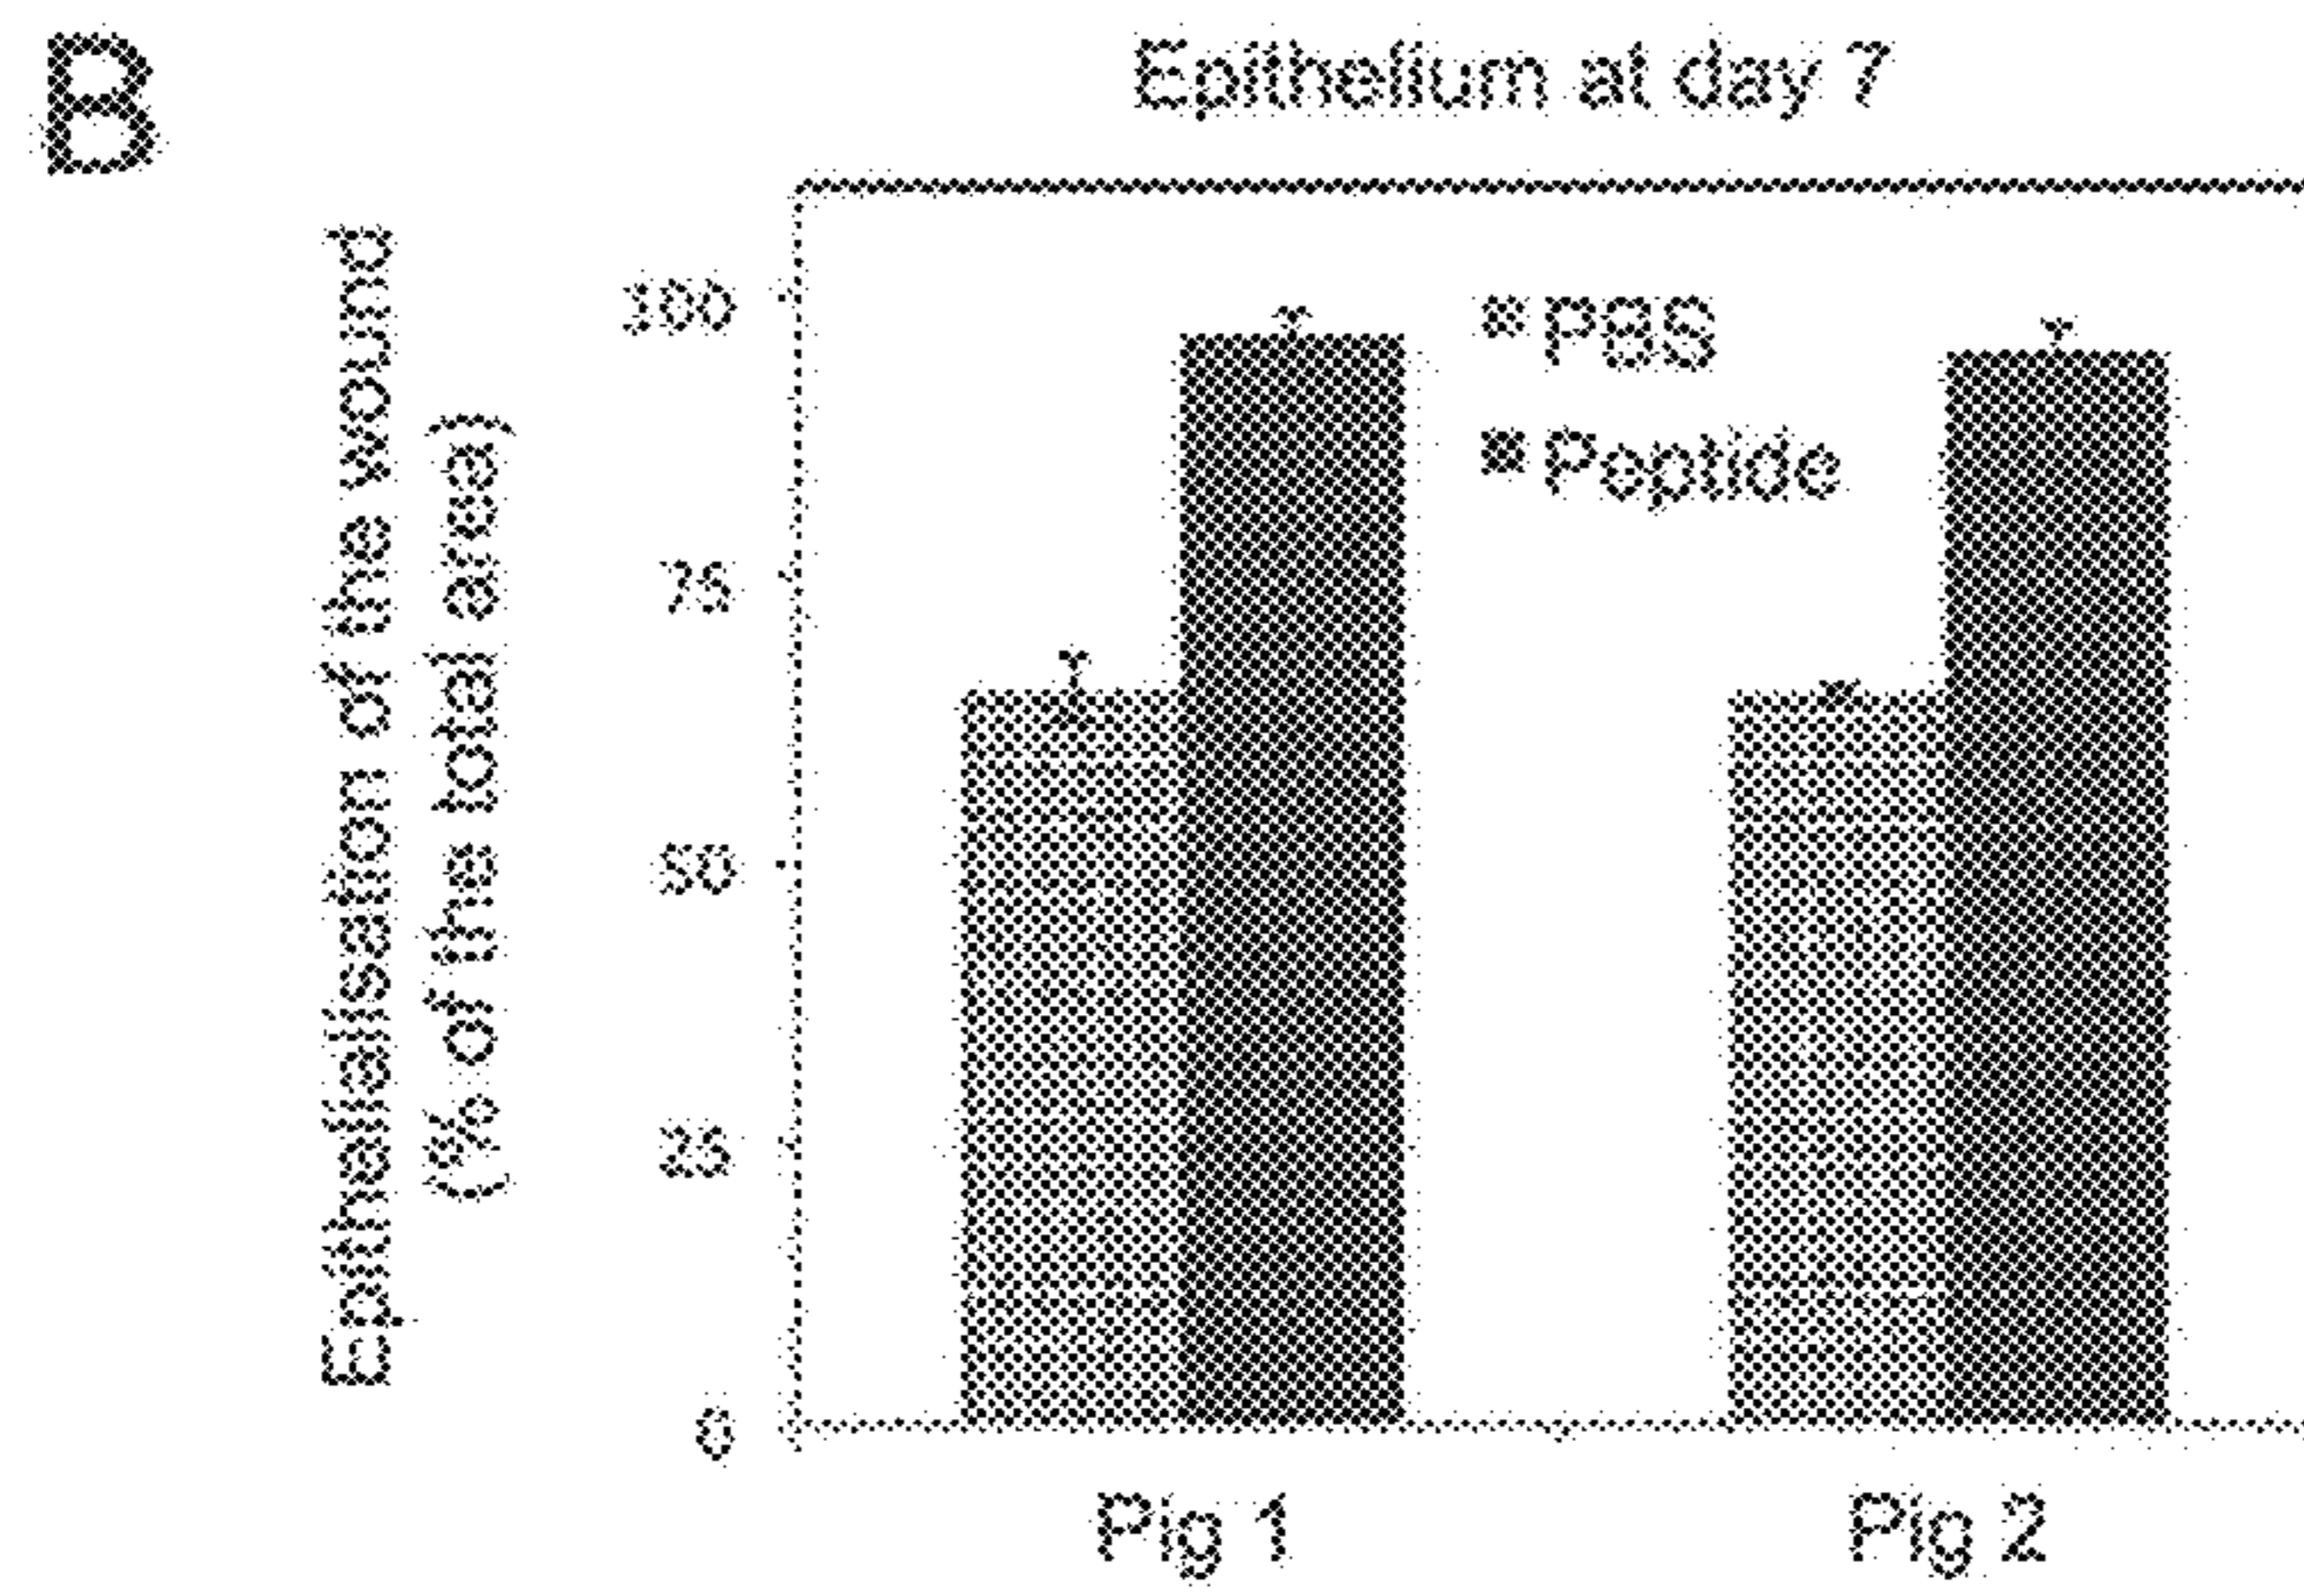 B
Epithelium at day 7
Epithelialisation of the wound
(% of the total area)
100
75
50
25
0
PBS
Peptide
Pig 1
Pig 2